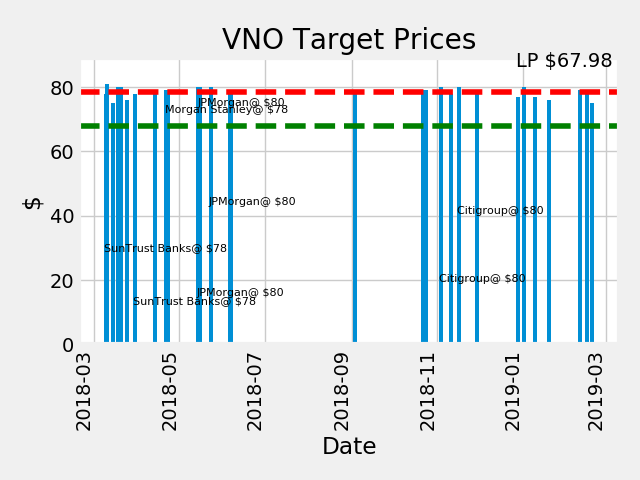 VNO Target Prices
LP $67.98
$
80
60
40
20
0
JPMorgan@ $80
Morgan Stanley@ $78
JPMorgan@ $80
Citigroup@ $80
SunTrust Banks@ $78
Citigroup@ $80
JPMorgan@ $80
SunTrust Banks@ $78
2018-03
2018-05
2018-07
2018-09
2018-11
2019-01
2019-03
Date